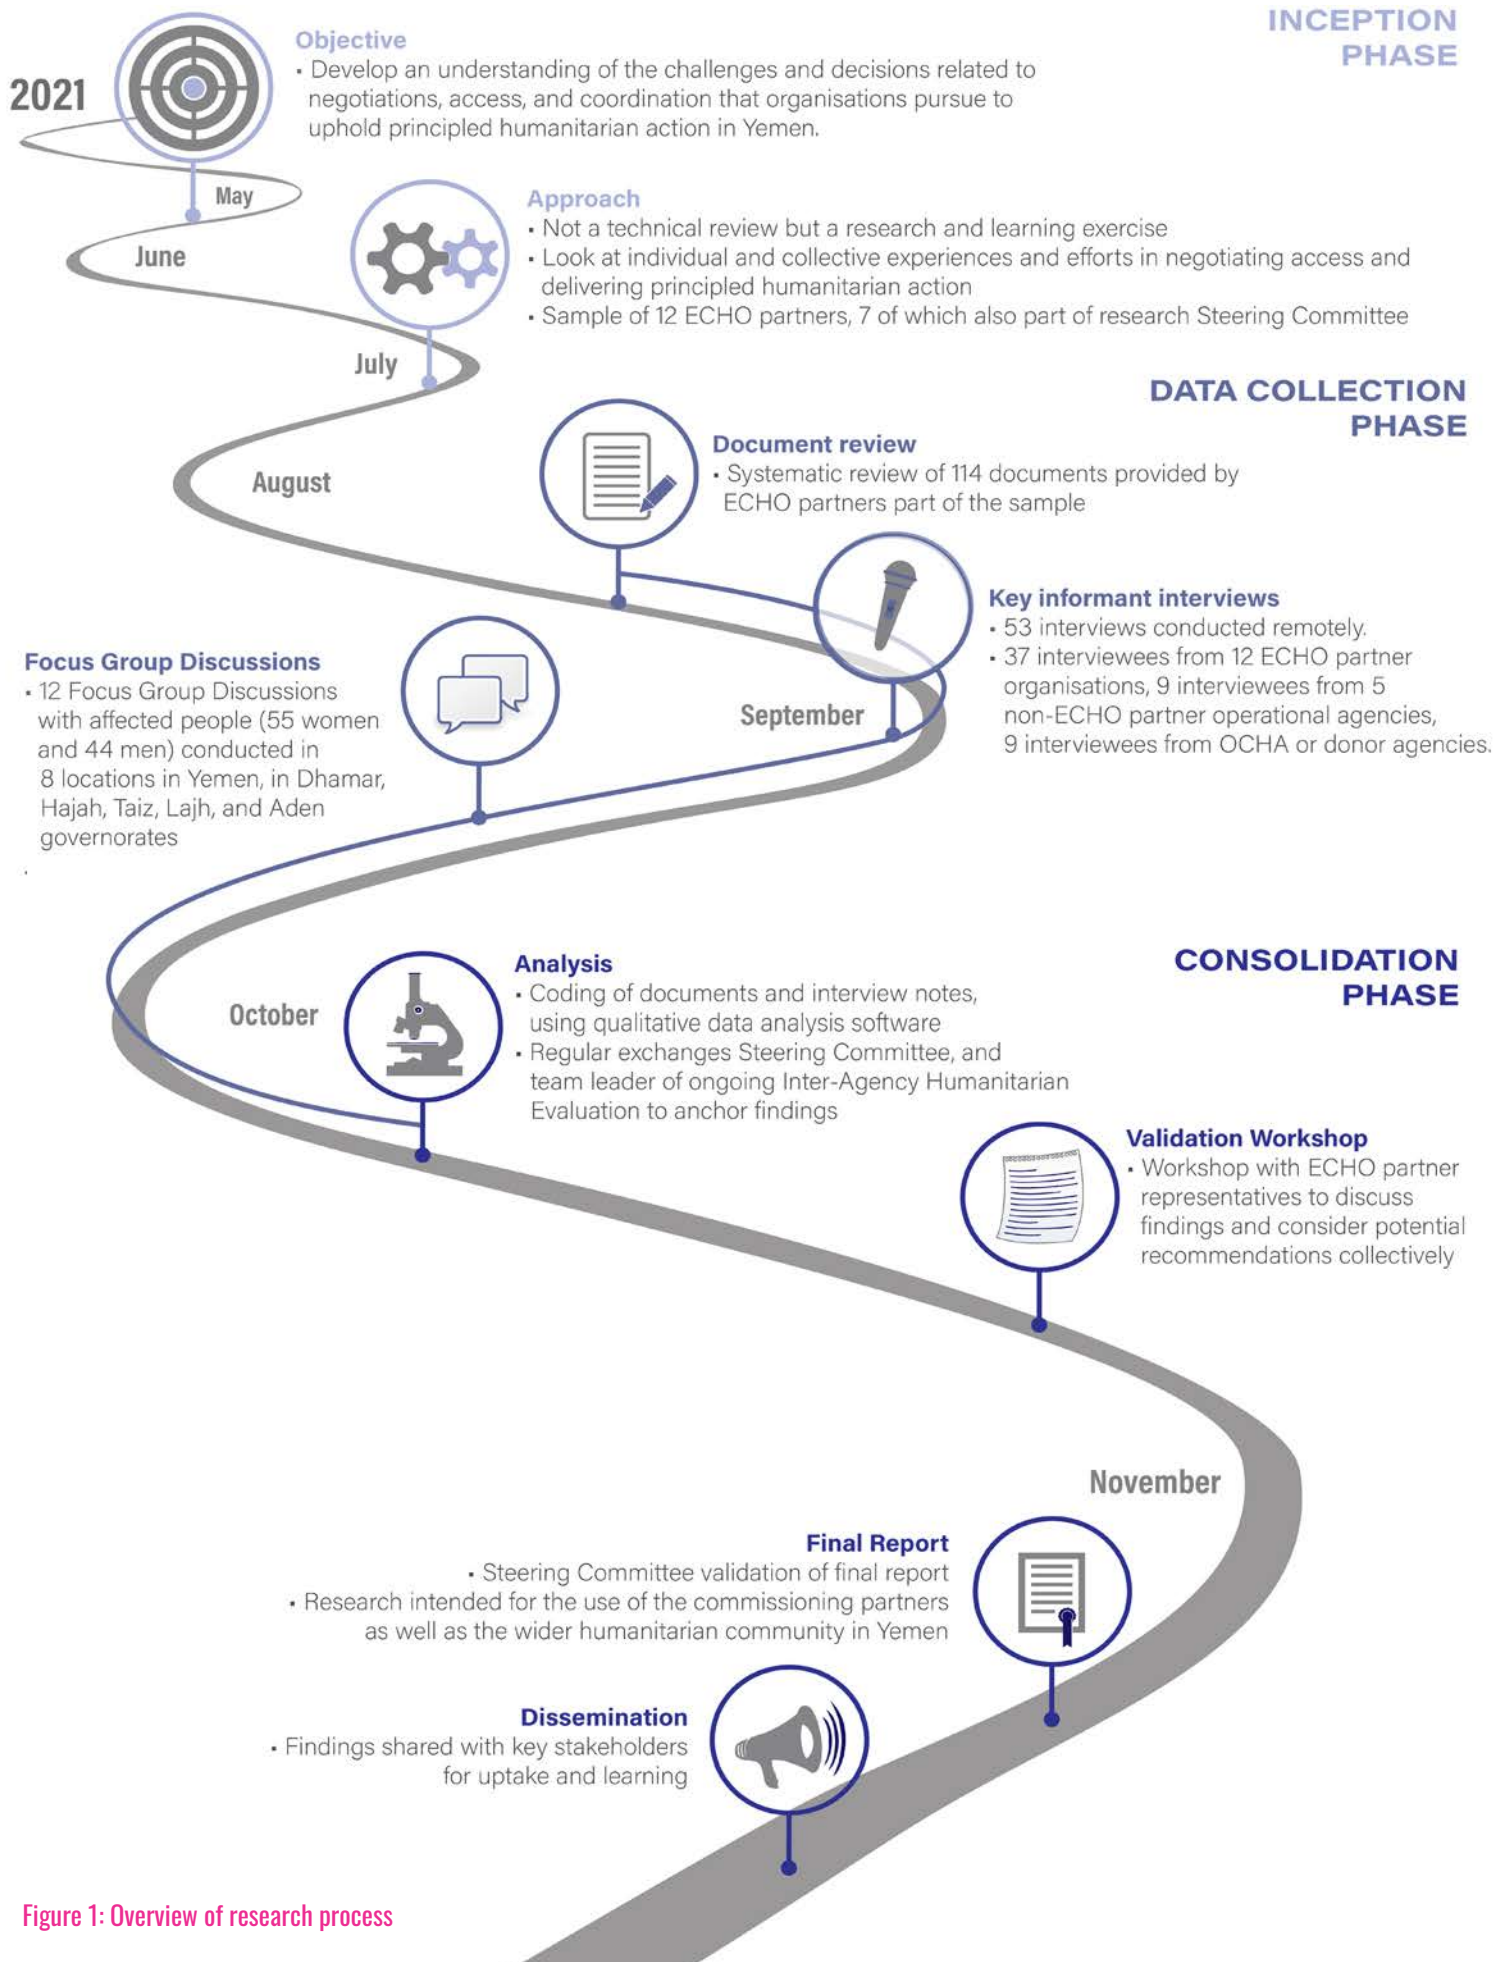 INCEPTION
PHASE
2021
Objective
• Develop an understanding of the challenges and decisions related to
negotiations, access, and coordination that organisations pursue to
uphold principled humanitarian action in Yemen.
May
June
Approach
• Not a technical review but a research and learning exercise
• Look at individual and collective experiences and efforts in negotiating access and
delivering principled humanitarian action
• Sample of 12 ECHO partners, 7 of which also part of research Steering Committee
July
DATA COLLECTION
PHASE
August
Document review
• Systematic review of 114 documents provided by
ECHO partners part of the sample
Key informant interviews
• 53 interviews conducted remotely.
• 37 interviewees from 12 ECHO partner
organisations, 9 interviewees from 5
non-ECHO partner operational agencies,
9 interviewees from OCHA or donor agencies.
September
Focus Group Discussions
• 12 Focus Group Discussions
with affected people (55 women
and 44 men) conducted in
8 locations in Yemen, in Dhamar,
Hajah, Taiz, Lajh, and Aden
governorates
.
CONSOLIDATION
PHASE
October
Analysis
• Coding of documents and interview notes,
using qualitative data analysis software
• Regular exchanges Steering Committee, and
team leader of ongoing Inter-Agency Humanitarian
Evaluation to anchor findings
Validation Workshop
• Workshop with ECHO partner
representatives to discuss
findings and consider potential
recommendations collectively
November
Final Report
• Steering Committee validation of final report
• Research intended for the use of the commissioning partners
as well as the wider humanitarian community in Yemen
Dissemination
• Findings shared with key stakeholders
for uptake and learning
Figure 1: Overview of research process